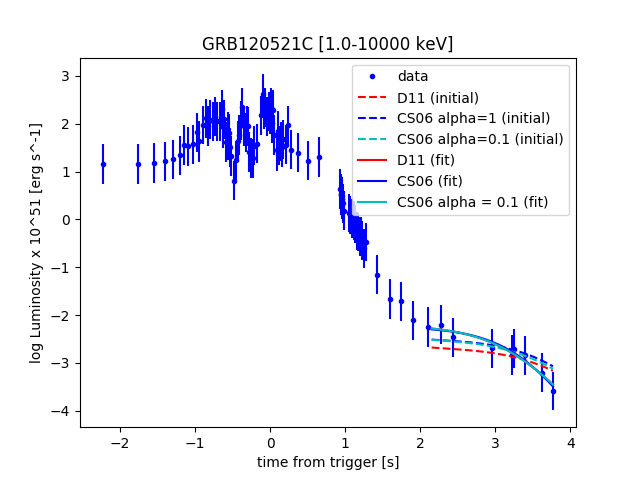 GRB120521C [1.0-10000 keV]
log Luminosity x 10^51 [erg s^-1]
3
2
1
0
−1
−2
−3
−4
data
D11 (initial)
CS06 alpha=1 (initial)
CS06 alpha=0.1 (initial)
D11 (fit)
CS06 (fit)
CS06 alpha = 0.1 (fit)
−2 −1 0 1 2 3 4
time from trigger [s]